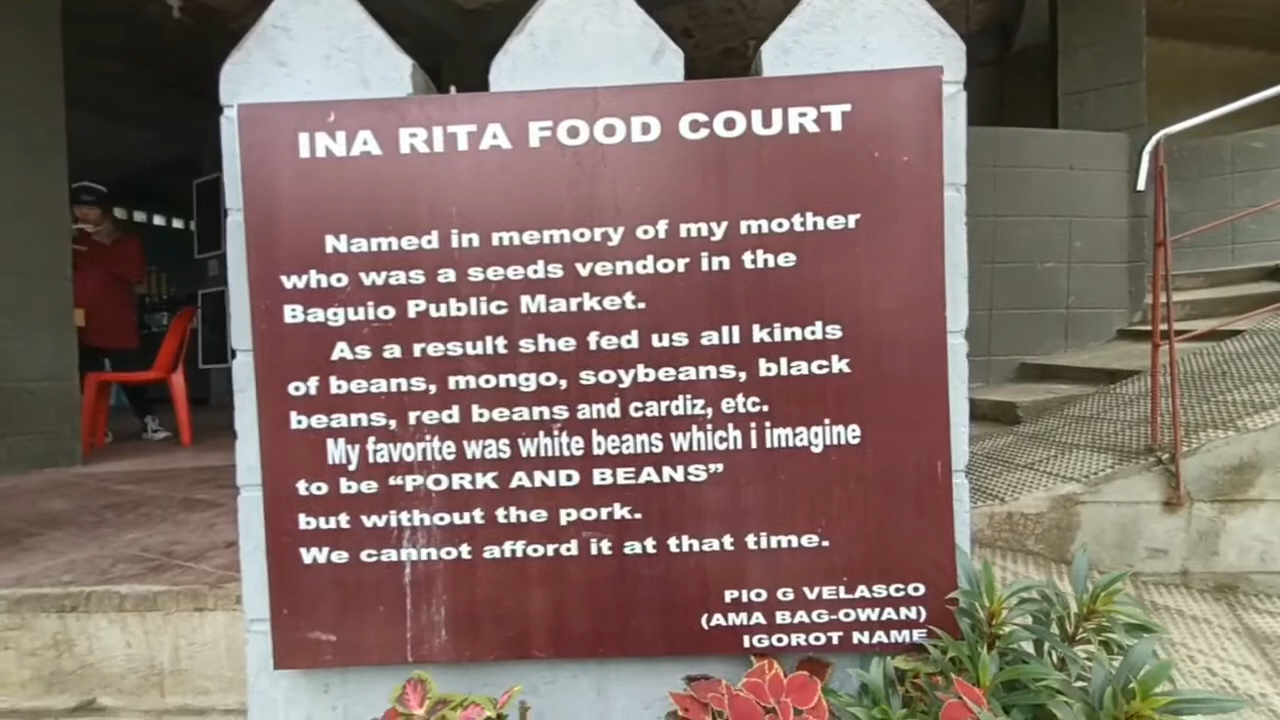 INA RITA FOOD COURT
Named in memory of my mother
who was a seeds vendor in the
Baguio Public Market.
As a result she fed us all kinds
of beans, mongo, soybeans, black
beans, red beans and cardiz, etc.
My favorite was white beans which i imagine
to be “PORK AND BEANS”
but without the pork.
We cannot afford it at that time.
PIO G VELASCO
(AMA BAG-OWAN)
IGOROT NAME